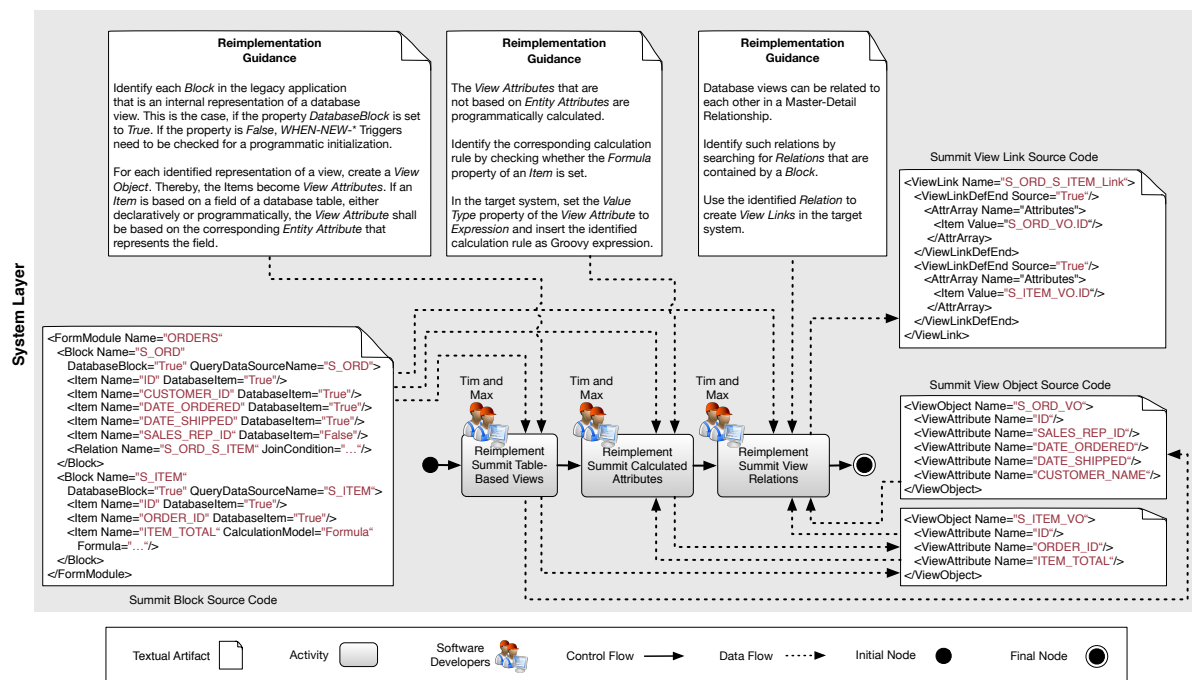 System Layer
Reimplementation
Guidance
Identify each Block in the legacy application
that is an internal representation of a database
view. This is the case, if the property DatabaseBlock is set
to True. If the property is False, WHEN-NEW-* Triggers
need to be checked for a programmatic initialization.
For each identified representation of a view, create a View
Object. Thereby, the Items become View Attributes. If an
Item is based on a field of a database table, either
declaratively or programmatically, the View Attribute shall
be based on the corresponding Entity Attribute that
represents the field.
Reimplementation
Guidance
The View Attributes that are
not based on Entity Attributes are
programmatically calculated.
Identify the corresponding calculation
rule by checking whether the Formula
property of an Item is set.
In the target system, set the Value
Type property of the View Attribute to
Expression and insert the identified
calculation rule as Groovy expression.
Reimplementation
Guidance
Database views can be related to
each other in a Master-Detail
Relationship.
Identify such relations by
searching for Relations that are
contained by a Block.
Use the identified Relation to
create View Links in the target
system.
Summit View Link Source Code
<ViewLink Name="S_ORD_S_ITEM_Link“>
<ViewLinkDefEnd Source="True“/>
<AttrArray Name="Attributes">
<Item Value="S_ORD_VO.ID“/>
</AttrArray>
</ViewLinkDefEnd>
<ViewLinkDefEnd Source="True“/>
<AttrArray Name="Attributes">
<Item Value="S_ITEM_VO.ID“/>
</AttrArray>
</ViewLinkDefEnd>
</ViewLink>
<FormModule Name="ORDERS“
<Block Name="S_ORD“
DatabaseBlock="True“ QueryDataSourceName="S_ORD“>
<Item Name="ID“ DatabaseItem="True“/>
<Item Name="CUSTOMER_ID“ DatabaseItem="True“/>
<Item Name="DATE_ORDERED“ DatabaseItem="True“/>
<Item Name="DATE_SHIPPED“ DatabaseItem="True“/>
<Item Name="SALES_REP_ID“ DatabaseItem="False“/>
<Relation Name="S_ORD_S_ITEM“ JoinCondition="…“/>
</Block>
<Block Name="S_ITEM“
DatabaseBlock="True“ QueryDataSourceName="S_ITEM“>
<Item Name="ID“ DatabaseItem="True“/>
<Item Name="ORDER_ID“ DatabaseItem="True“/>
<Item Name="ITEM_TOTAL“ CalculationModel="Formula“
Formula="…“/>
</Block>
</FormModule>
Summit Block Source Code
Tim and
Max
Reimplement
Summit Table-
Based Views
Tim and
Max
Reimplement
Summit Calculated
Attributes
Tim and
Max
Reimplement
Summit View
Relations
Summit View Object Source Code
<ViewObject Name="S_ORD_VO“>
<ViewAttribute Name="ID“/>
<ViewAttribute Name="SALES_REP_ID“/>
<ViewAttribute Name="DATE_ORDERED“/>
<ViewAttribute Name="DATE_SHIPPED“/>
<ViewAttribute Name="CUSTOMER_NAME“/>
</ViewObject>
<ViewObject Name="S_ITEM_VO“>
<ViewAttribute Name="ID“/>
<ViewAttribute Name="ORDER_ID“/>
<ViewAttribute Name="ITEM_TOTAL“/>
</ViewObject>
Textual Artifact
Activity
Software
Developers
Control Flow
Data Flow
Initial Node
Final Node